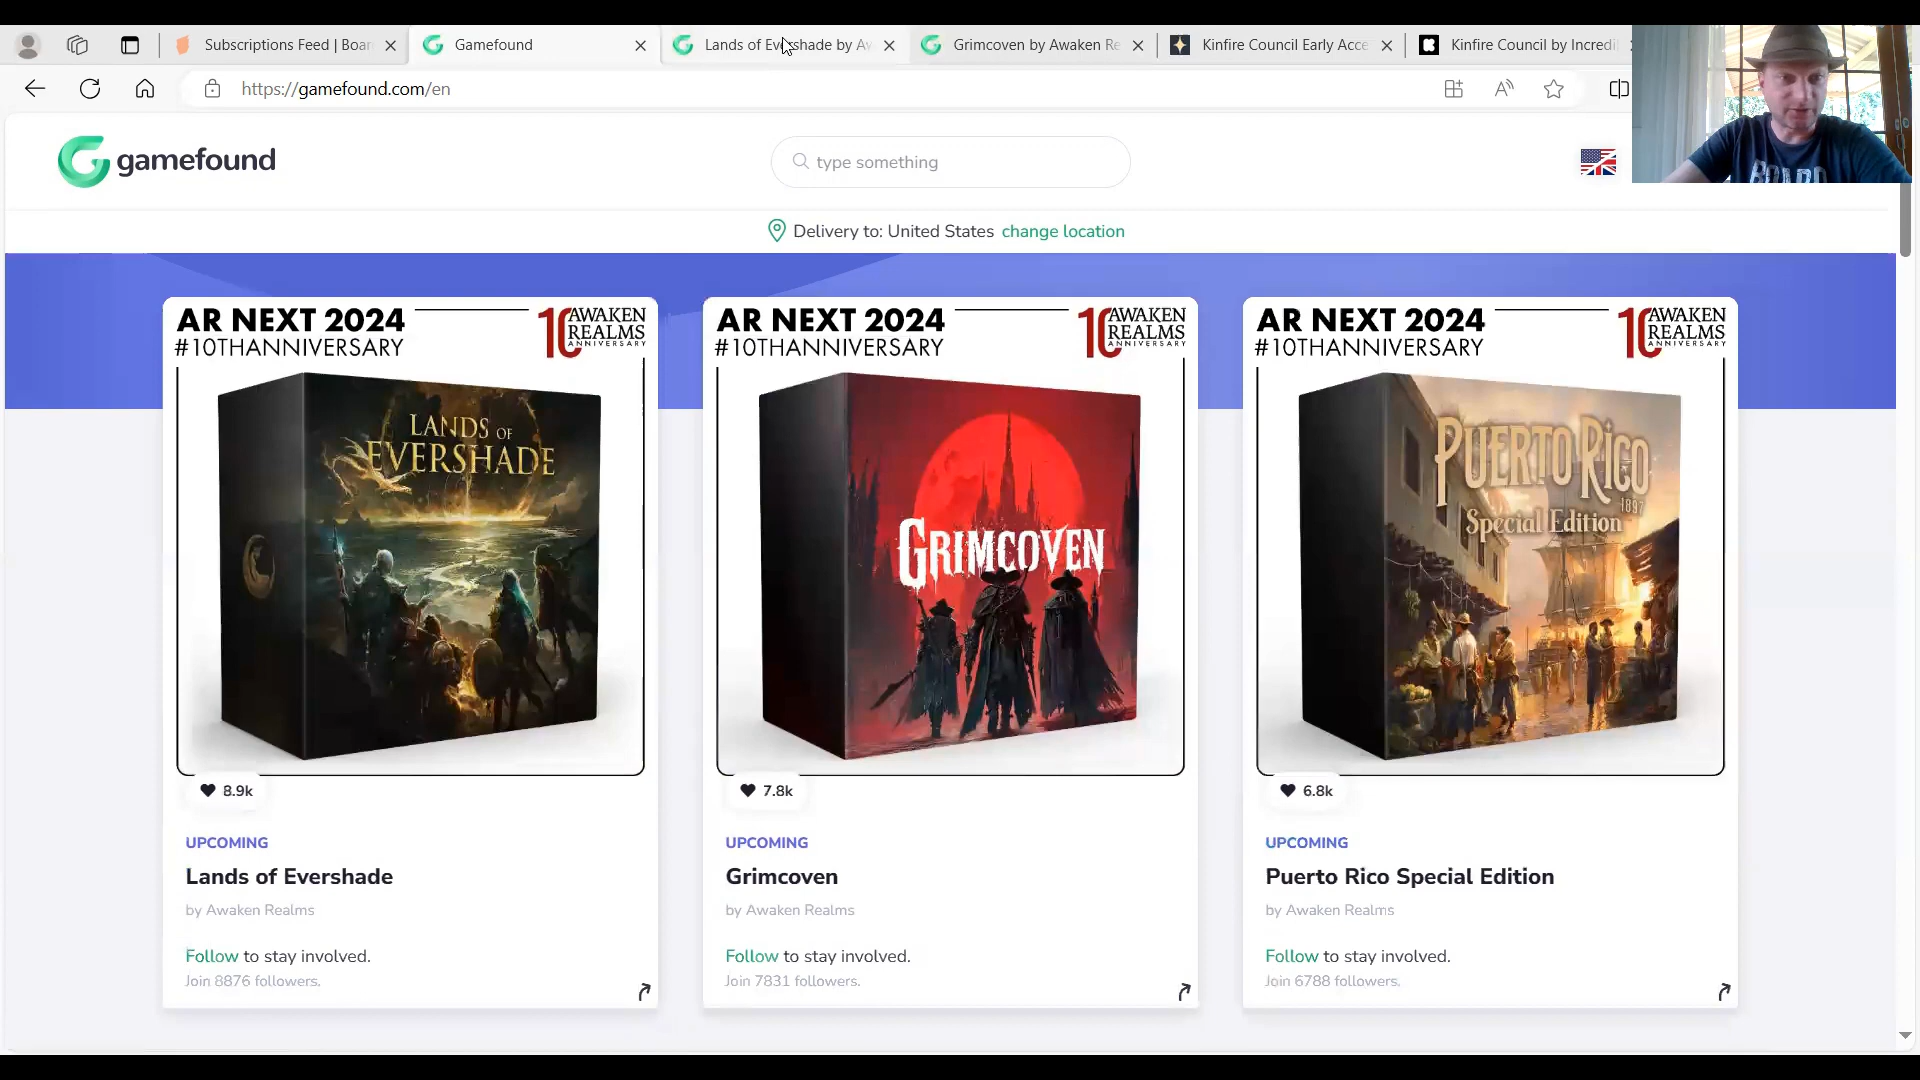 Subscriptions Feed | Boar
Gamefound
Lands of Evershade by Aw
Grimcoven by Awaken Re
Kinfire Council Early Acce
Kinfire Council by Incredi
https://gamefound.com/en
gamefound
type something
Delivery to: United States change location
AR NEXT 2024
#10THANNIVERSARY
10 AWAKEN
REALMS
ANNIVERSARY
LANDS OF
EVERSHADE
8.9k
UPCOMING
Lands of Evershade
by Awaken Realms
Follow to stay involved.
Join 8876 followers.
AR NEXT 2024
#10THANNIVERSARY
10 AWAKEN
REALMS
ANNIVERSARY
GRIMCOVEN
7.8k
UPCOMING
Grimcoven
by Awaken Realms
Follow to stay involved.
Join 7831 followers.
AR NEXT 2024
#10THANNIVERSARY
10 AWAKEN
REALMS
ANNIVERSARY
PUERTO RICO
1897
Special Edition
6.8k
UPCOMING
Puerto Rico Special Edition
by Awaken Realms
Follow to stay involved.
Join 6788 followers.
BOARD